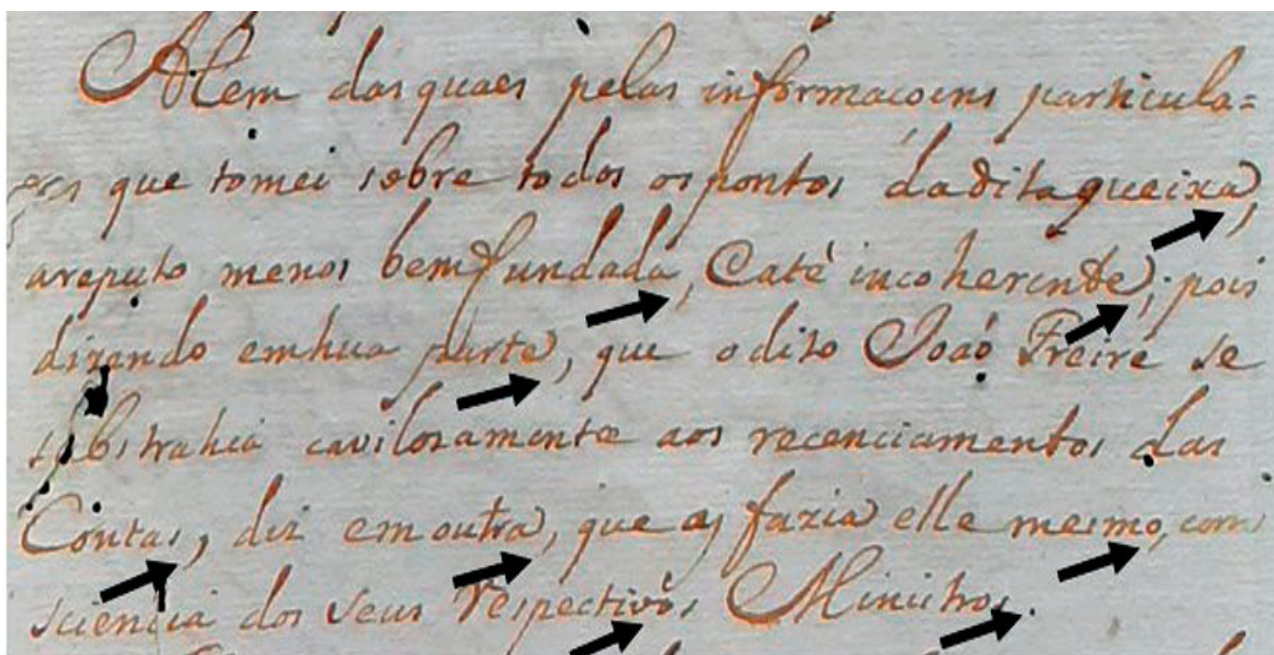 Alem das quaes pelas informacoens particula=
res que tomei sobre todos os pontos da dita queixa,
a reputo menos bem fundada, e até incoherente; pois
dizendo em hua parte, que o dito João Freire se
subtrahia cavilosamente aos recenciamentos das
Contas, diz em outra, que as fazia elle mesmo, com
sciencia dos seus respectivos Ministros.